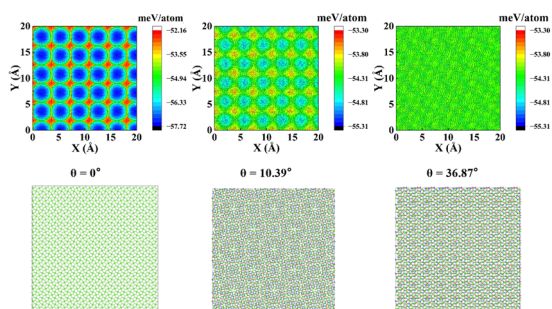 meV/atom meV/atom meV/atom
20 −52.16 20 −53.30 20 −53.30
15 −53.55 15 −53.80 15 −53.80
Y (Å) 10 −54.94 Y (Å) 10 −54.31 Y (Å) 10 −54.31
5 −56.33 5 −54.81 5 −54.81
0 −57.72 0 −55.31 0 −55.31
0 5 10 15 20 0 5 10 15 20 0 5 10 15 20
X (Å) X (Å) X (Å)
θ = 0° θ = 10.39° θ = 36.87°